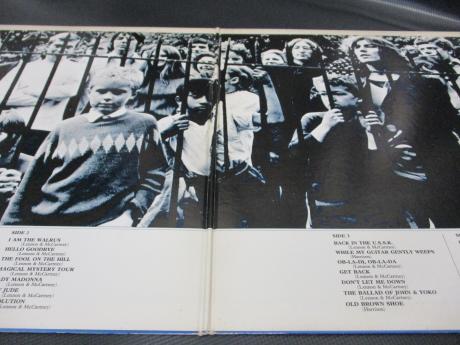 SIDE 2
I AM THE WALRUS
(Lennon & McCartney)
HELLO GOODBYE
(Lennon & McCartney)
THE FOOL ON THE HILL
(Lennon & McCartney)
MAGICAL MYSTERY TOUR
(Lennon & McCartney)
ADY MADONNA
(Lennon & McCartney)
JUDE
(Lennon & McCartney)
OLUTION
(Lennon & McCartney)
SIDE 1
BACK IN THE U.S.S.R.
(Lennon & McCartney)
WHILE MY GUITAR GENTLY WEEPS
(Harrison)
OB-LA-DI, OB-LA-DA
(Lennon & McCartney)
GET BACK
(Lennon & McCartney)
DON'T LET ME DOWN
(Lennon & McCartney)
THE BALLAD OF JOHN & YOKO
(Lennon & McCartney)
OLD BROWN SHOE
(Harrison)